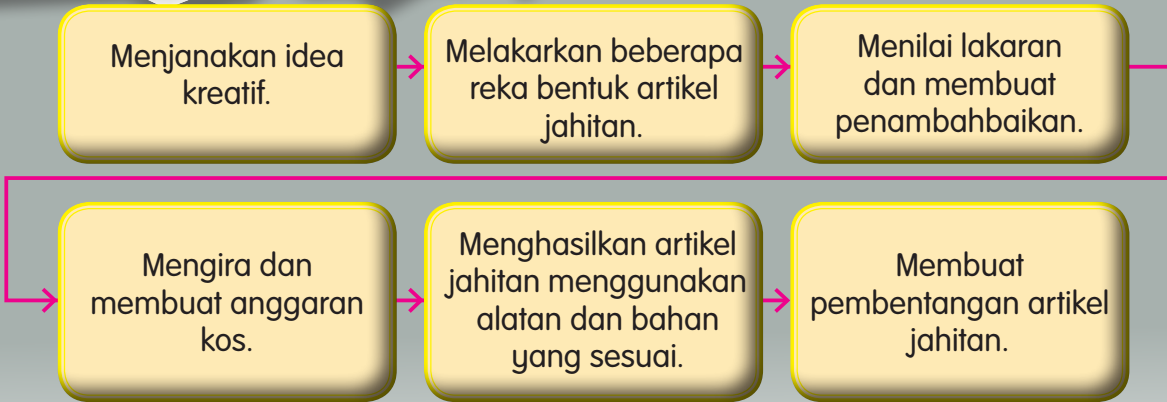 Menjanakan idea
kreatif.
Melakarkan beberapa
reka bentuk artikel
jahitan.
Menilai lakaran
dan membuat
penambahbaikan.
Mengira dan
membuat anggaran
kos.
Menghasilkan artikel
jahitan menggunakan
alatan dan bahan
yang sesuai.
Membuat
pembentangan artikel
jahitan.